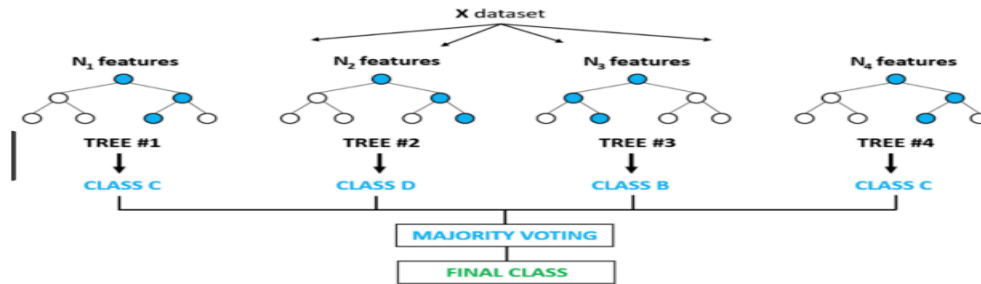 X dataset
N₁ features N₂ features N₃ features N₄ features
TREE #1 TREE #2 TREE #3 TREE #4
CLASS C CLASS D CLASS B CLASS C
MAJORITY VOTING
FINAL CLASS